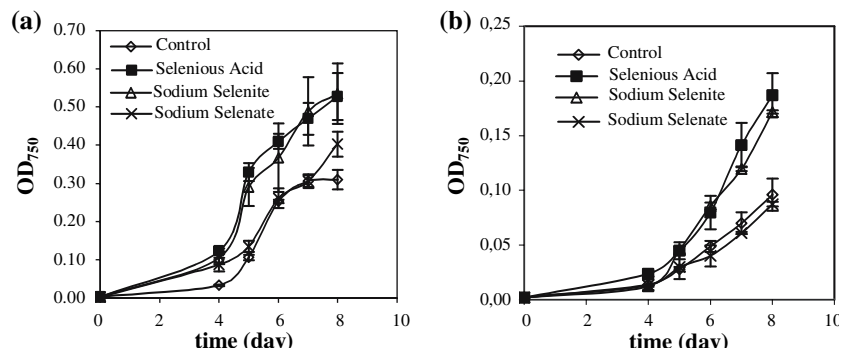 (a)
0.70
0.60
0.50
0.40
0.30
0.20
0.10
0.00
OD750
0
2
4
6
8
10
time (day)
Control
Selenious Acid
Sodium Selenite
Sodium Selenate
(b)
0,25
0,20
0,15
0,10
0,05
0,00
OD750
0
2
4
6
8
10
time (day)
Control
Selenious Acid
Sodium Selenite
Sodium Selenate